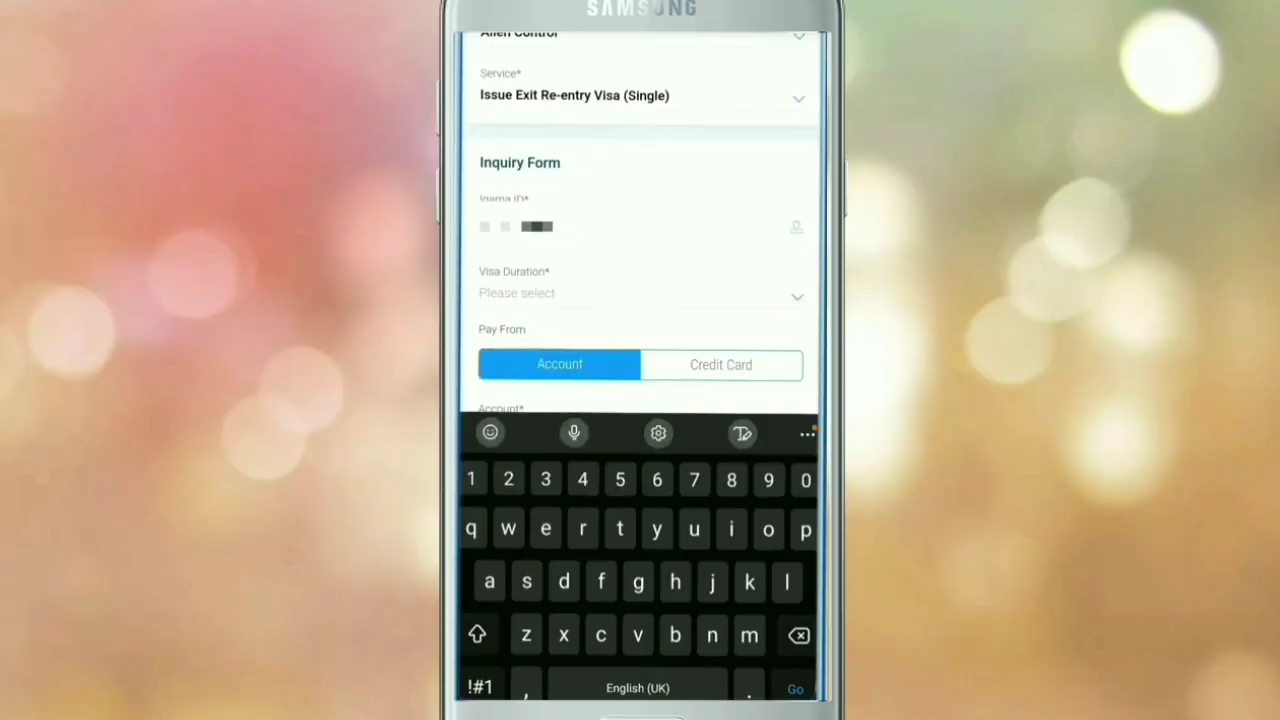 SAMSUNG
Alien Control
Service*
Issue Exit Re-entry Visa (Single)
Inquiry Form
Iqama ID*
Visa Duration*
Please select
Pay From
Account Credit Card
Account*
1 2 3 4 5 6 7 8 9 0
q w e r t y u i o p
a s d f g h j k l
z x c v b n m
!#1 , English (UK) . Go